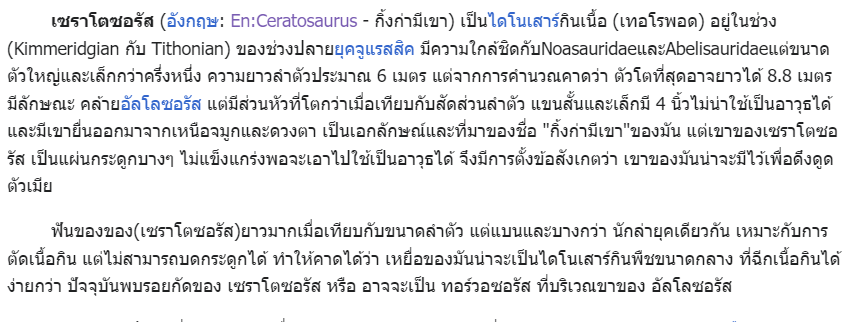 เซราโตซอรัส (อังกฤษ: En:Ceratosaurus - กิ้งก่ามีเขา) เป็นไดโนเสาร์กินเนื้อ (เทอโรพอด) อยู่ในช่วง
(Kimmeridgian กับ Tithonian) ของช่วงปลายยุคจูแรสสิค มีความใกล้ชิดกับNoasauridaeและAbelisauridaeแต่ขนาด
ตัวใหญ่และเล็กกว่าครึ่งหนึ่ง ความยาวลำตัวประมาณ 6 เมตร แต่จากการคำนวณคาดว่า ตัวโตที่สุดอาจยาวได้ 8.8 เมตร
มีลักษณะ คล้ายอัลโลซอรัส แต่มีส่วนหัวที่โตกว่าเมื่อเทียบกับสัดส่วนลำตัว แขนสั้นและเล็กมี 4 นิ้วไม่น่าใช้เป็นอาวุธได้
และมีเขายื่นออกมาจากเหนือจมูกและดวงตา เป็นเอกลักษณ์และที่มาของชื่อ "กิ้งก่ามีเขา"ของมัน แต่เขาของเซราโตซอ
รัส เป็นแผ่นกระดูกบางๆ ไม่แข็งแกร่งพอจะเอาไปใช้เป็นอาวุธได้ จึงมีการตั้งข้อสังเกตว่า เขาของมันน่าจะมีไว้เพื่อดึงดูด
ตัวเมีย
ฟันของของ(เซราโตซอรัส)ยาวมากเมื่อเทียบกับขนาดลำตัว แต่แบนและบางกว่า นักล่ายุคเดียวกัน เหมาะกับการ
ตัดเนื้อกิน แต่ไม่สามารถบดกระดูกได้ ทำให้คาดได้ว่า เหยื่อของมันน่าจะเป็นไดโนเสาร์กินพืชขนาดกลาง ที่ฉีกเนื้อกินได้
ง่ายกว่า ปัจจุบันพบรอยกัดของ เซราโตซอรัส หรือ อาจจะเป็น ทอร์วอซอรัส ที่บริเวณขาของ อัลโลซอรัส